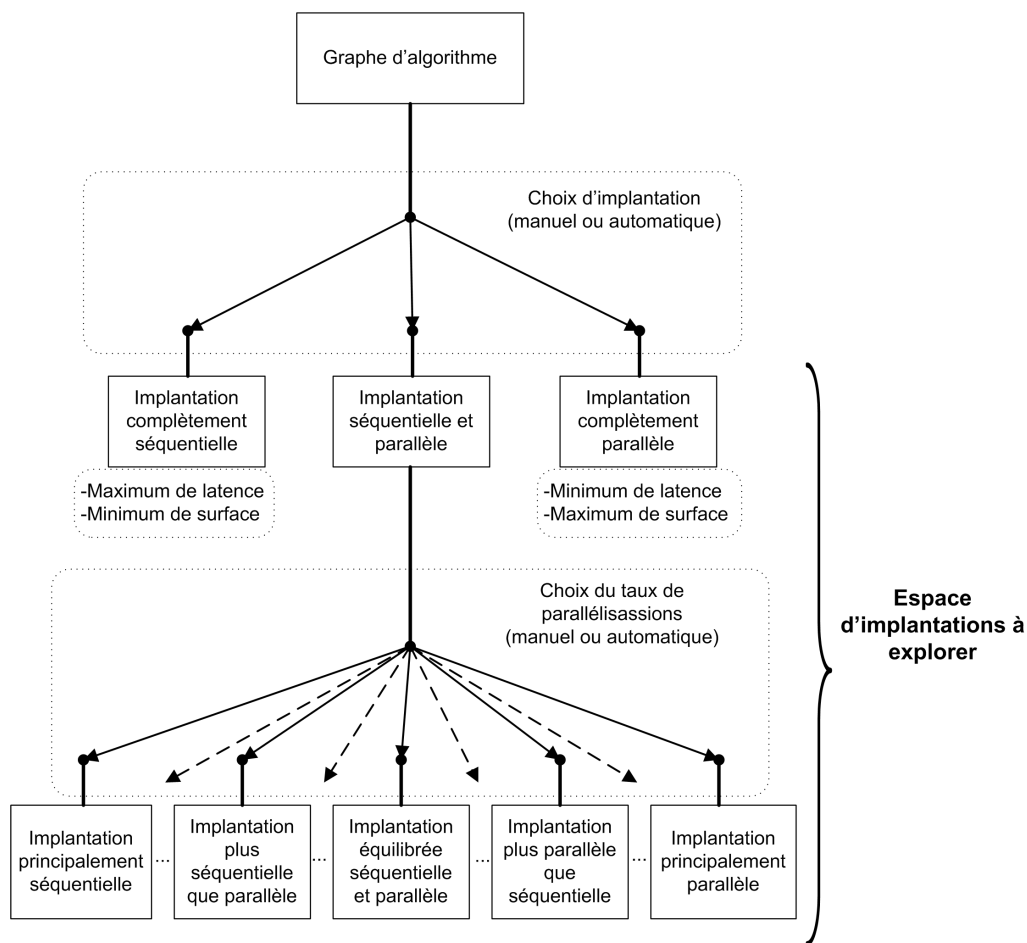 Graphe d'algorithme
Choix d'implantation
(manuel ou automatique)
Implantation
complètement
séquentielle
Implantation
séquentielle et
parallèle
Implantation
complètement
parallèle
-Maximum de latence
-Minimum de surface
-Minimum de latence
-Maximum de surface
Choix du taux de
parallélisassions
(manuel ou automatique)
Espace
d'implantations à
explorer
Implantation
principalement
séquentielle
...
Implantation
plus
séquentielle
que parallèle
...
Implantation
équilibrée
séquentielle
et parallèle
...
Implantation
plus parallèle
que
séquentielle
...
Implantation
principalement
parallèle